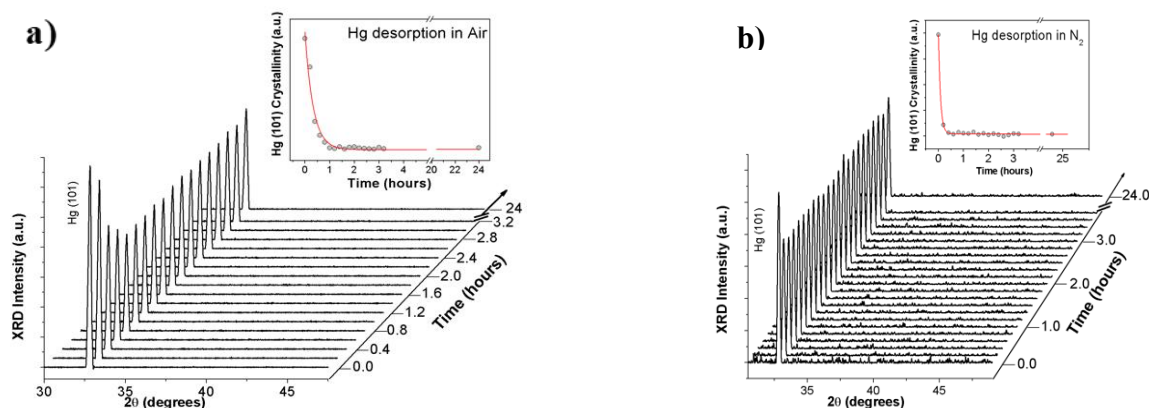 a)
Hg desorption in Air
Hg (101) Crystallinity (a.u.)
0 1 2 3 20 22 24
Time (hours)
XRD Intensity (a.u.)
Hg (101)
24
3.2
2.8
2.4
2.0
1.6
1.2
0.8
0.4
0.0
Time (hours)
30 35 40 45
2θ (degrees)
b)
Hg desorption in N2
Hg (101) Crystallinity (a.u.)
0 1 2 3 25
Time (hours)
XRD Intensity (a.u.)
Hg (101)
24.0
3.0
2.0
1.0
0.0
Time (hours)
35 40 45
2θ (degrees)